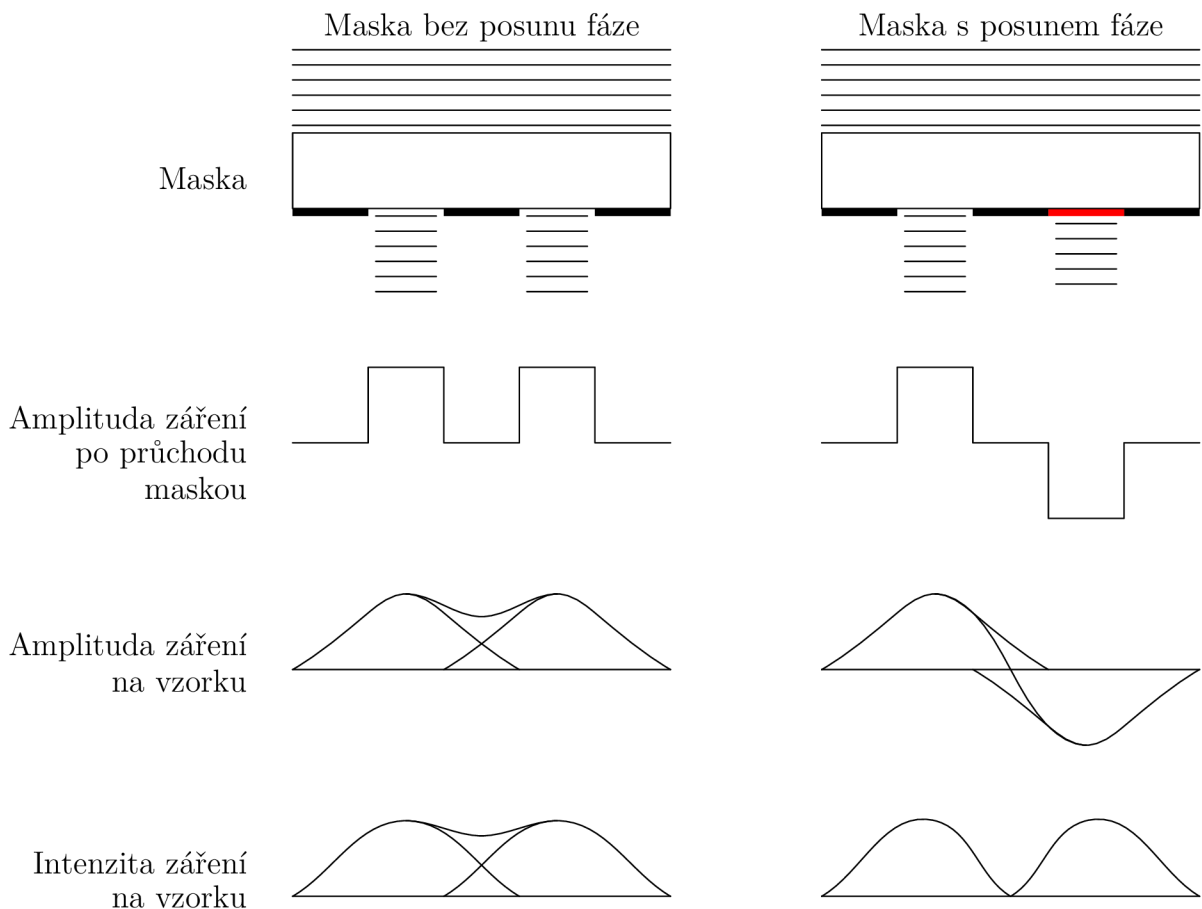 Maska bez posunu fáze
Maska s posunem fáze
Maska
Amplituda záření
po průchodu
maskou
Amplituda záření
na vzorku
Intenzita záření
na vzorku